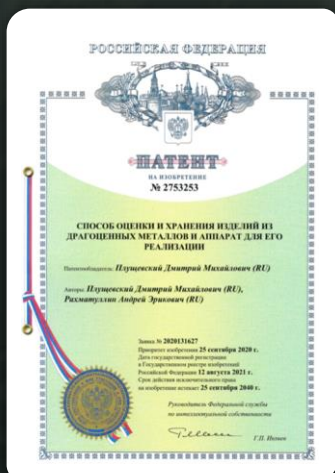 РОССИЙСКАЯ ФЕДЕРАЦИЯ
ПАТЕНТ
НА ИЗОБРЕТЕНИЕ
№ 2753253
СПОСОБ ОЦЕНКИ И ХРАНЕНИЯ ИЗДЕЛИЙ ИЗ
ДРАГОЦЕННЫХ МЕТАЛЛОВ И АППАРАТ ДЛЯ ЕГО
РЕАЛИЗАЦИИ
Патентообладатель: Плущевский Дмитрий Михайлович (RU)
Авторы: Плущевский Дмитрий Михайлович (RU),
Рахматуллин Андрей Эрикович (RU)
Заявка № 2020131627
Приоритет изобретения 25 сентября 2020 г.
Дата государственной регистрации
в Государственном реестре изобретений
Российской Федерации 12 августа 2021 г.
Срок действия исключительного права
на изобретение истекает 25 сентября 2040 г.
Руководитель Федеральной службы
по интеллектуальной собственности
Г.П. Ивлиев